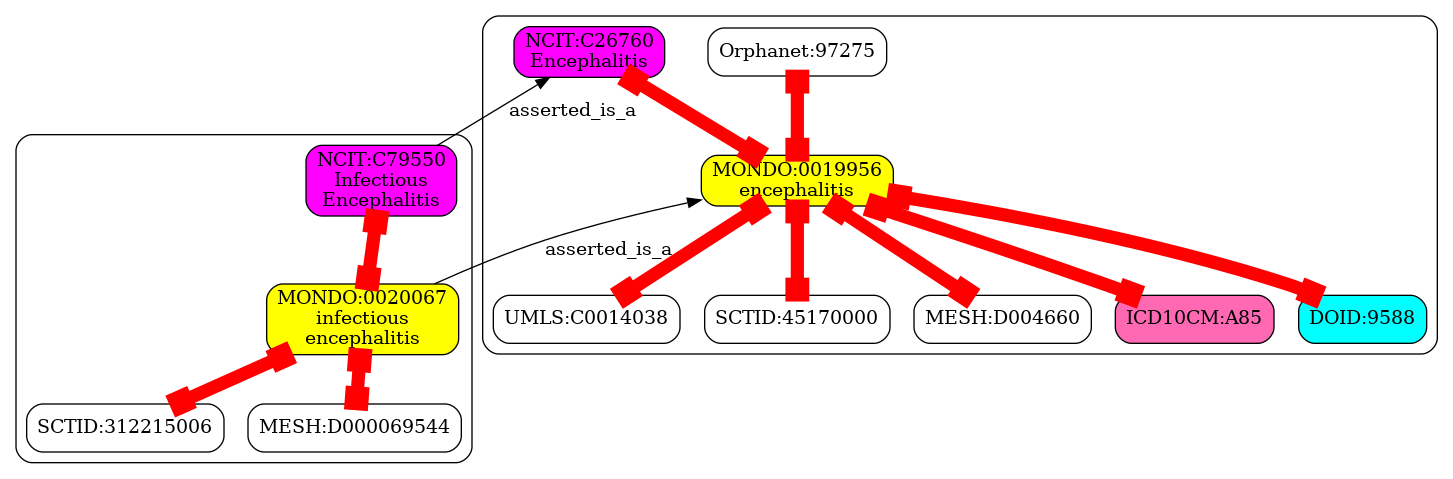 NCIT:C26760
Encephalitis
Orphanet:97275
asserted_is_a
NCIT:C79550
Infectious
Encephalitis
MONDO:0019956
encephalitis
asserted_is_a
MONDO:0020067
infectious
encephalitis
UMLS:C0014038
SCTID:45170000
MESH:D004660
ICD10CM:A85
DOID:9588
SCTID:312215006
MESH:D000069544